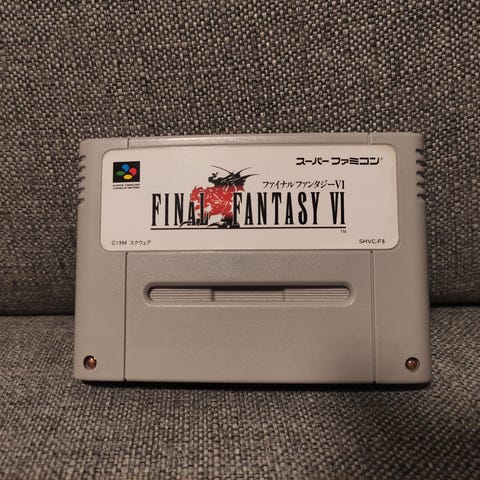 スーパーファミコン®
ファイナルファンタジーVI
FINAL FANTASY VI
™
©1994 スクウェア
SHVC-F6